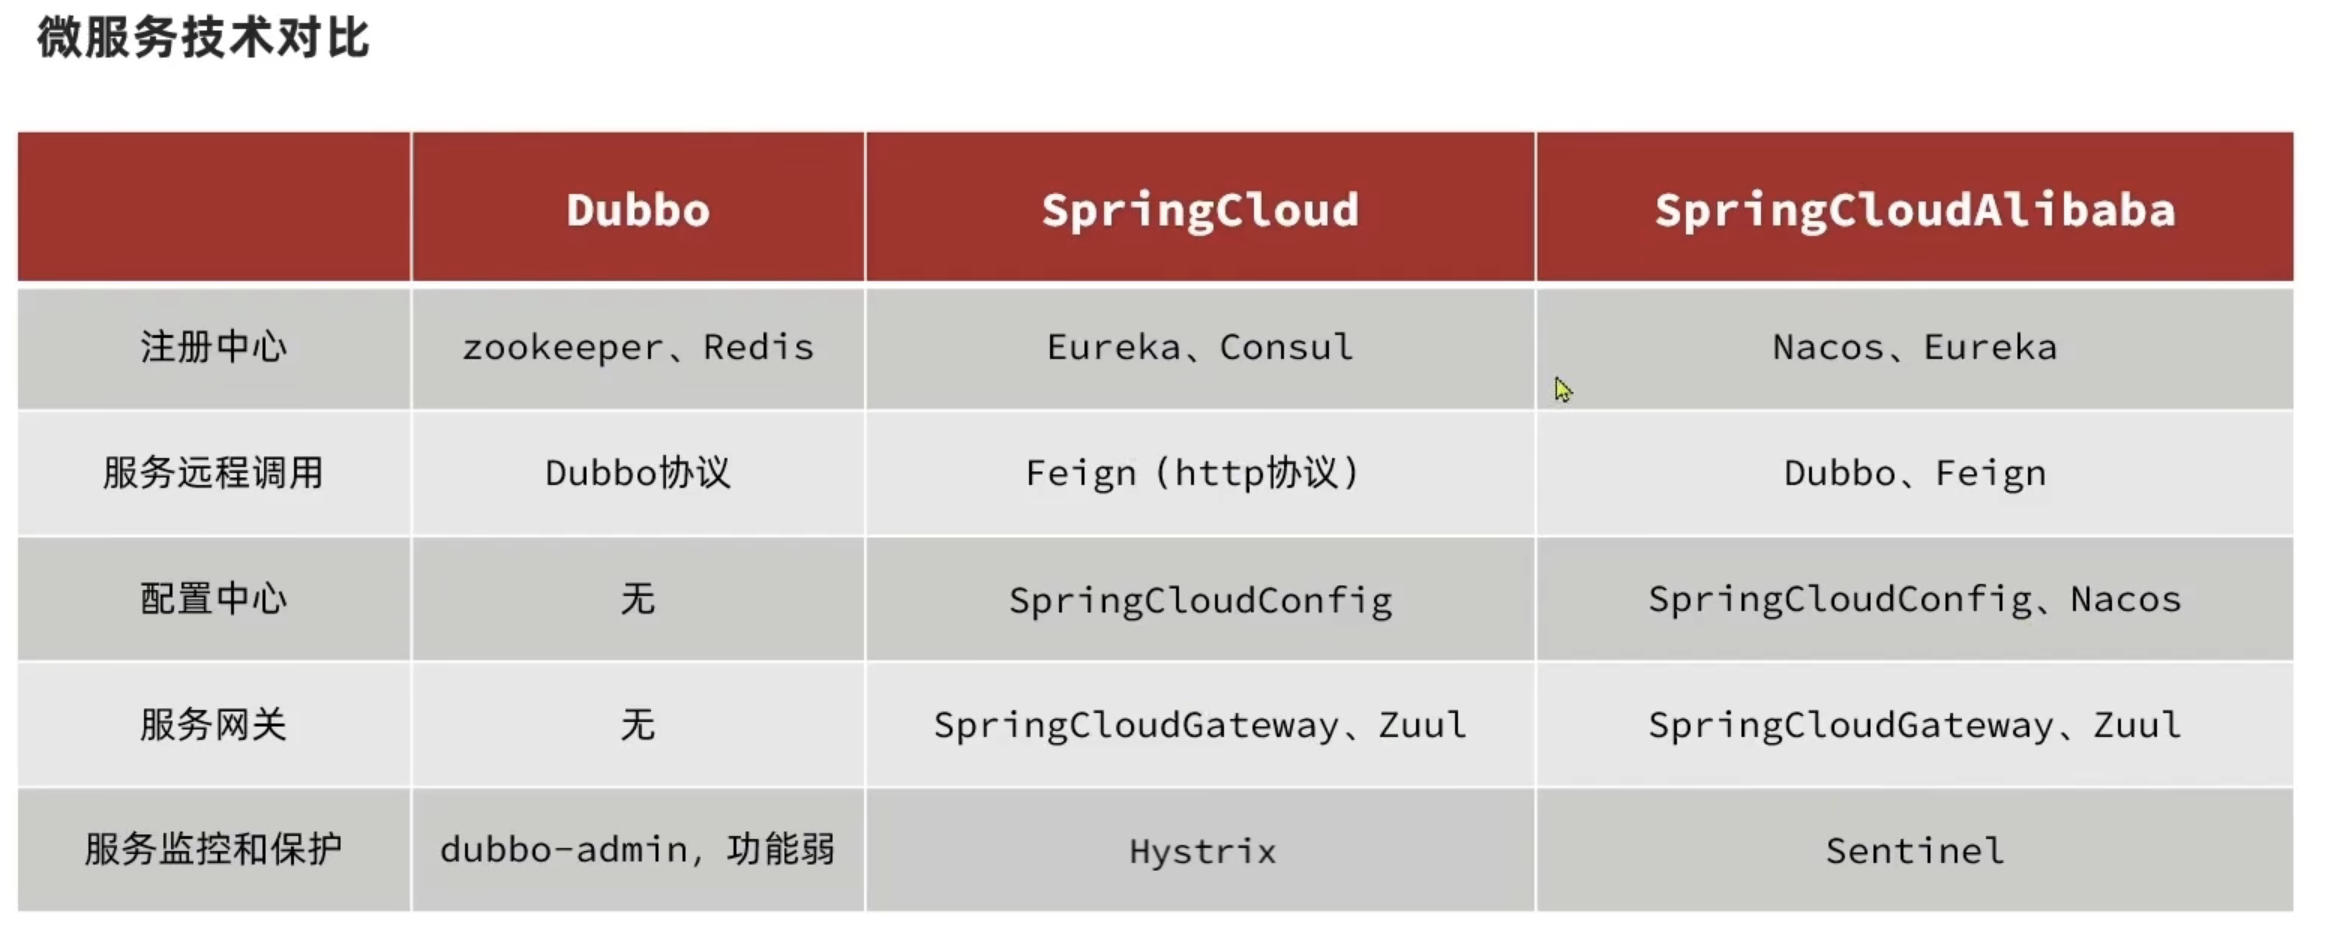 微服务技术对比
Dubbo SpringCloud SpringCloudAlibaba
注册中心 zookeeper、Redis Eureka、Consul Nacos、Eureka
服务远程调用 Dubbo协议 Feign（http协议） Dubbo、Feign
配置中心 无 SpringCloudConfig SpringCloudConfig、Nacos
服务网关 无 SpringCloudGateway、Zuul SpringCloudGateway、Zuul
服务监控和保护 dubbo-admin，功能弱 Hystrix Sentinel